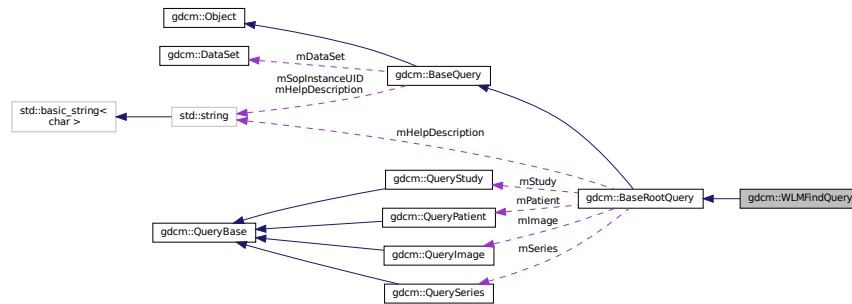 gdcm::Object
gdcm::DataSet
mDataSet
gdcm::BaseQuery
mSopInstanceUID
mHelpDescription
std::basic_string<
char >
std::string
mHelpDescription
gdcm::QueryStudy
mStudy
gdcm::BaseRootQuery
gdcm::WLMFindQuery
mPatient
gdcm::QueryPatient
mImage
gdcm::QueryBase
gdcm::QueryImage
mSeries
gdcm::QuerySeries